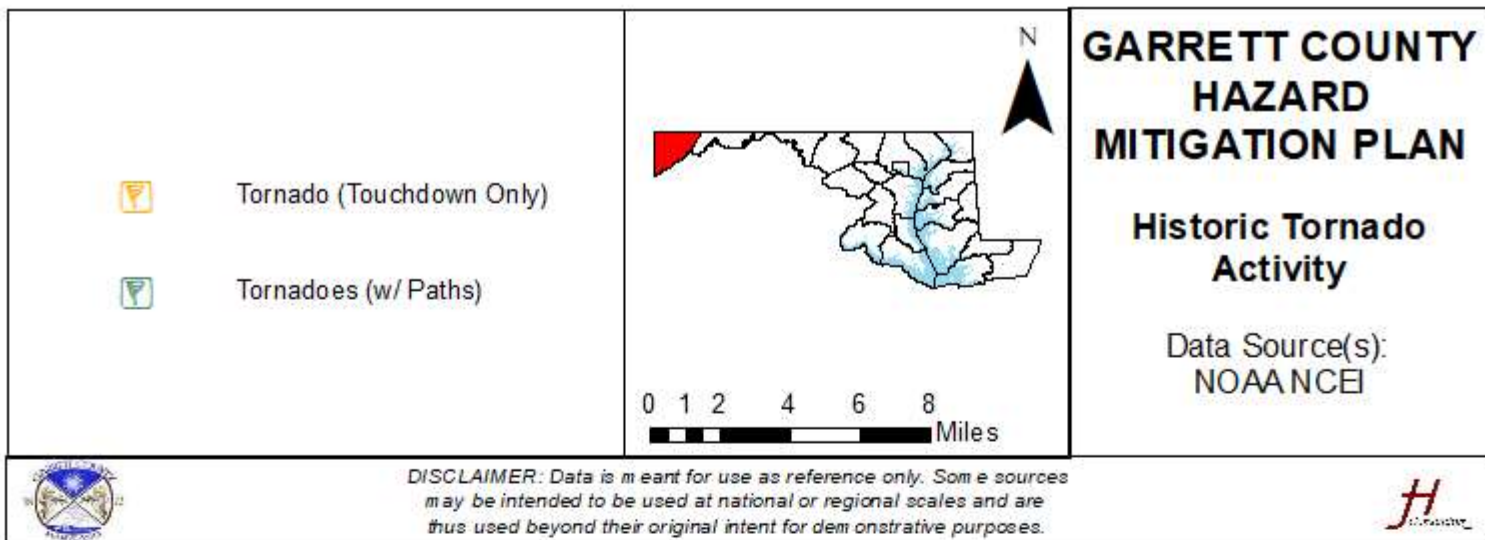 Tornado (Touchdown Only)
Tornadoes (w/ Paths)
N
0 1 2 4 6 8
Miles
GARRETT COUNTY
HAZARD
MITIGATION PLAN
Historic Tornado
Activity
Data Source(s):
NOAA NCEI
DISCLAIMER: Data is meant for use as reference only. Some sources
may be intended to be used at national or regional scales and are
thus used beyond their original intent for demonstrative purposes.
H